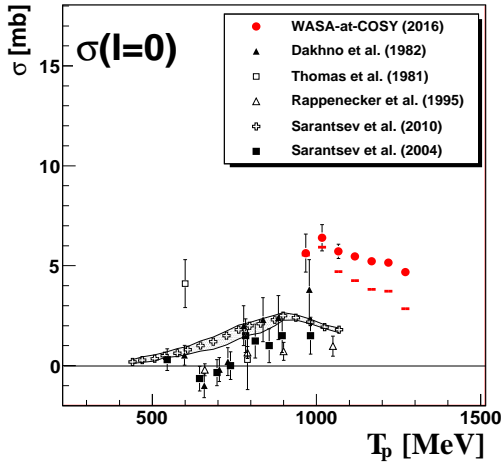 σ [mb]
σ(I=0)
WASA-at-COSY (2016)
Dakhno et al. (1982)
Thomas et al. (1981)
Rappenecker et al. (1995)
Sarantsev et al. (2010)
Sarantsev et al. (2004)
15
10
5
0
500
1000
1500
Tp [MeV]